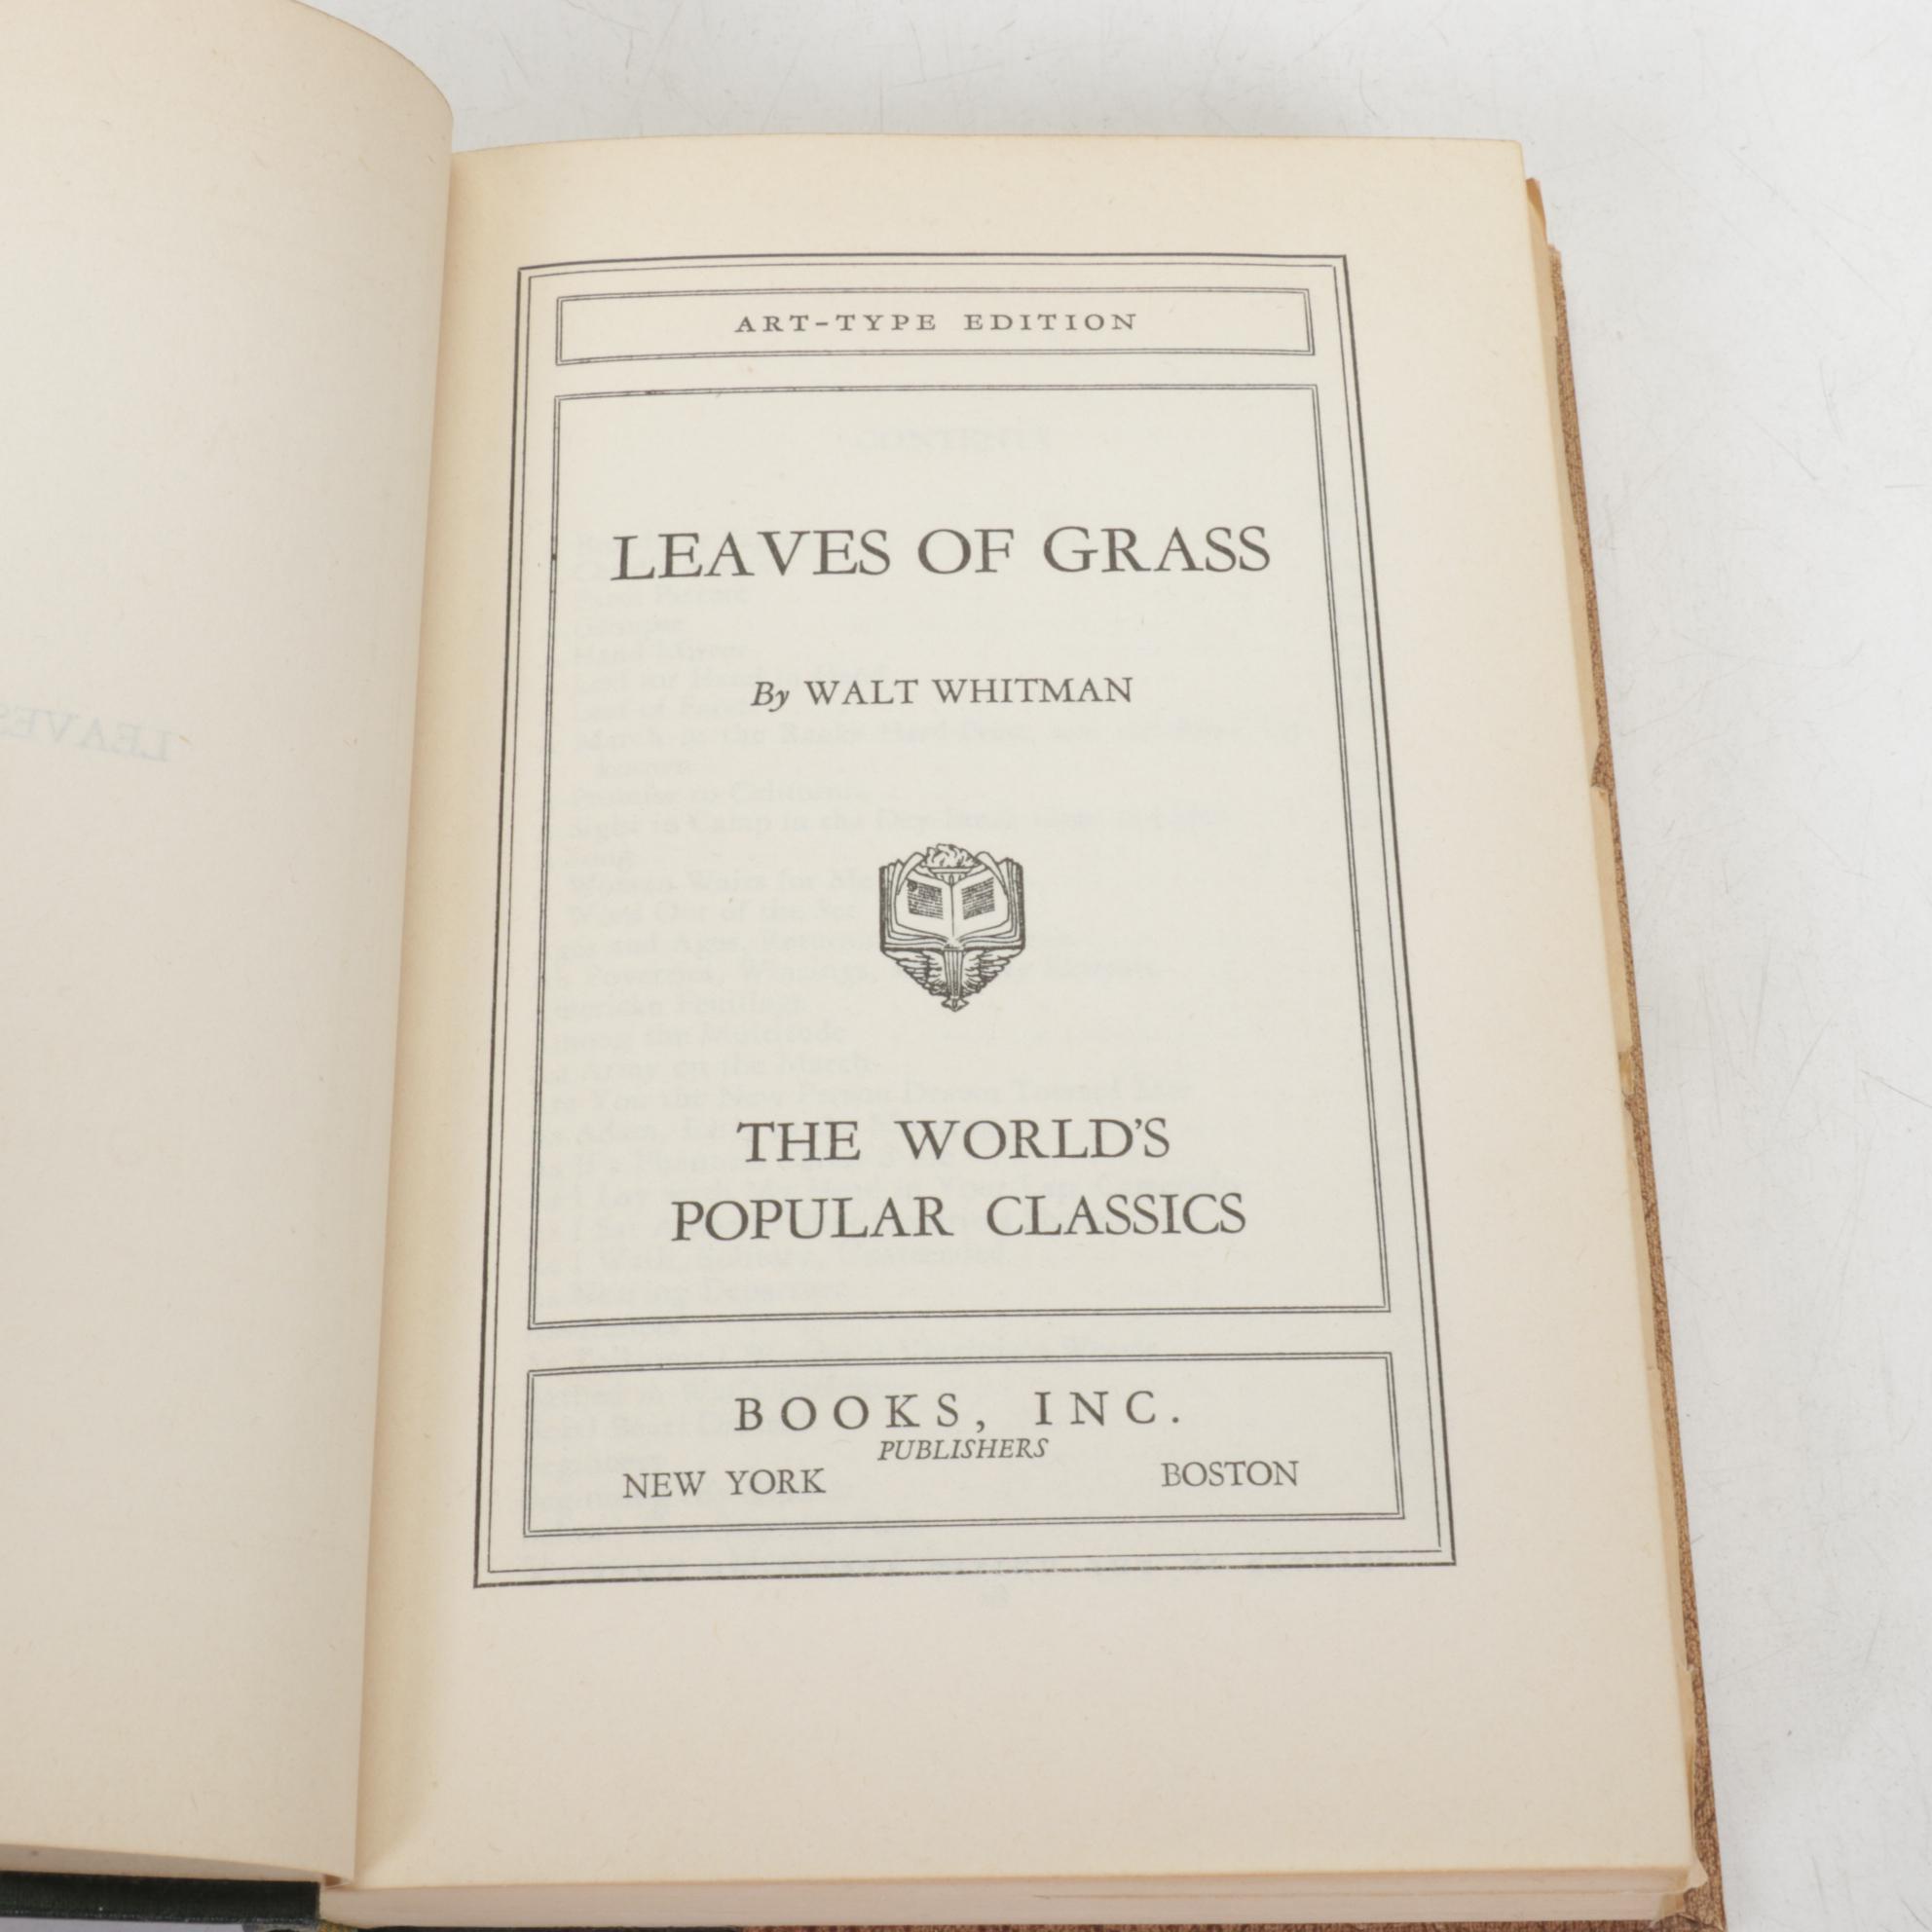 ART-TYPE EDITION
LEAVES OF GRASS
By WALT WHITMAN
THE WORLD'S
POPULAR CLASSICS
BOOKS, INC.
PUBLISHERS
NEW YORK BOSTON
LEAVES